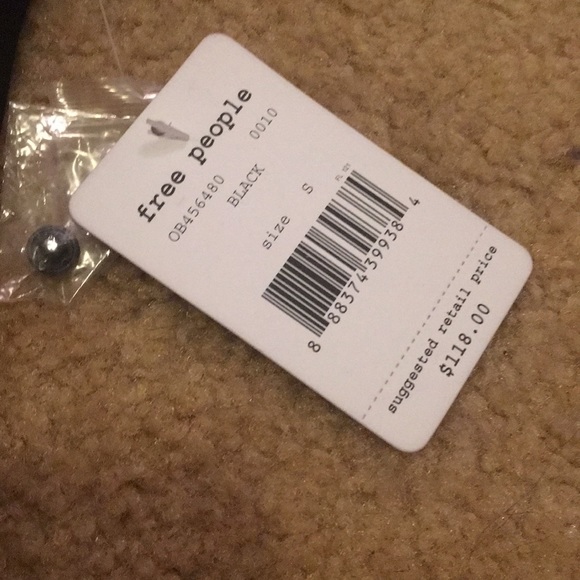 free people
OB456480
BLACK 0010
size S
8 88374 39938 4
suggested retail price
$118.00